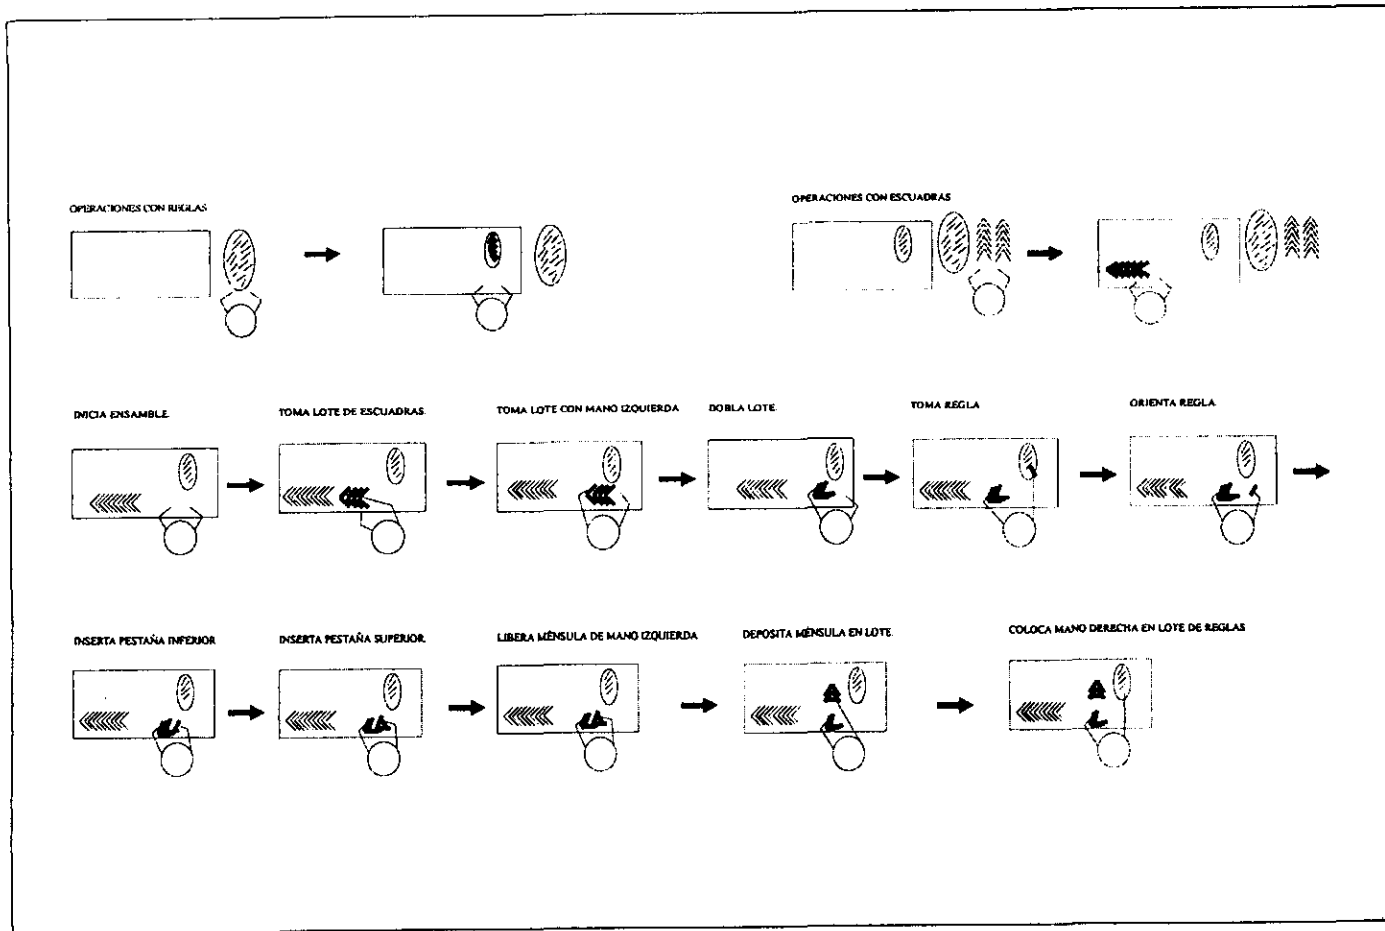 OPERACIONES CON REGLAS
OPERACIONES CON ESCUADRAS
INICIA ENSAMBLE.
TOMA LOTE DE ESCUADRAS.
TOMA LOTE CON MANO IZQUIERDA
DOBLA LOTE.
TOMA REGLA
ORIENTA REGLA.
INSERTA PESTAÑA INFERIOR
INSERTA PESTAÑA SUPERIOR.
LIBERA MÉNSULA DE MANO IZQUIERDA
DEPOSITA MÉNSULA EN LOTE.
COLOCA MANO DERECHA EN LOTE DE REGLAS